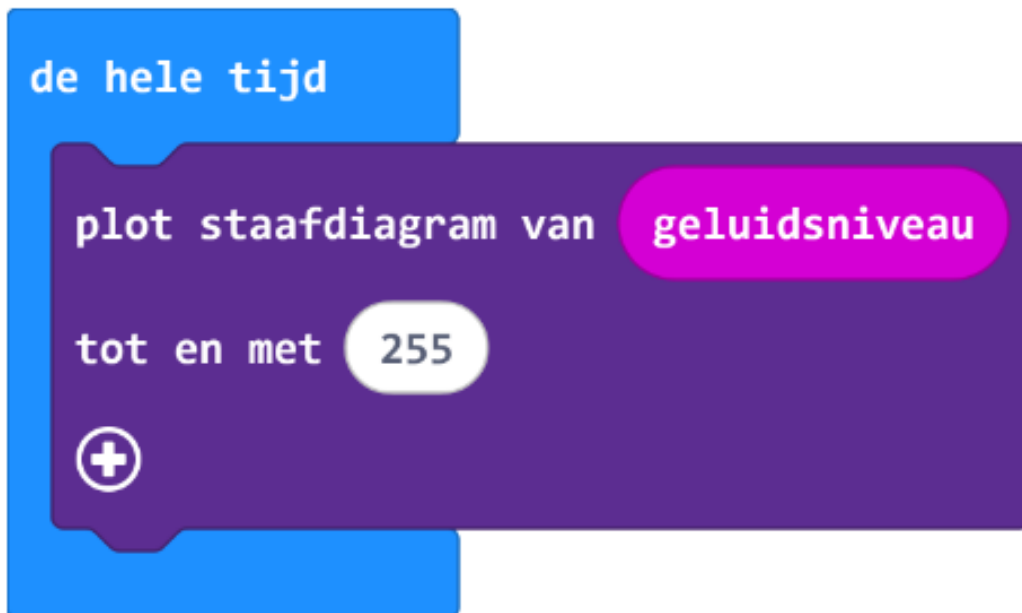 de hele tijd
plot staafdiagram van geluidsniveau
tot en met 255